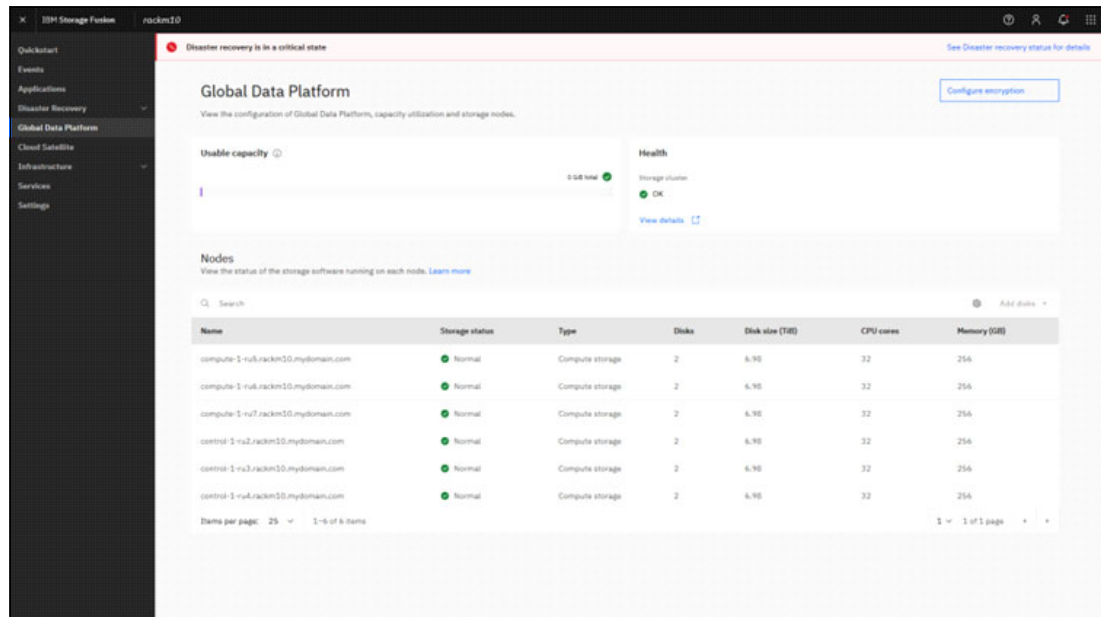 IBM Storage Fusion rackm10
Quickstart
Events
Applications
Disaster Recovery
Global Data Platform
Cloud Satellite
Infrastructure
Services
Settings
Disaster recovery is in a critical state
See Disaster recovery status for details
Global Data Platform
Configure encryption
View the configuration of Global Data Platform, capacity utilization and storage nodes.
Usable capacity
0 GiB total
Health
Storage cluster
OK
View details
Nodes
View the status of the storage software running on each node. Learn more
Search
Add disks
Name Storage status Type Disks Disk size (TiB) CPU cores Memory (GB)
compute-1-ru5.rackm10.mydomain.com Normal Compute storage 2 6.98 32 256
compute-1-ru6.rackm10.mydomain.com Normal Compute storage 2 6.98 32 256
compute-1-ru7.rackm10.mydomain.com Normal Compute storage 2 6.98 32 256
control-1-ru2.rackm10.mydomain.com Normal Compute storage 2 6.98 32 256
control-1-ru3.rackm10.mydomain.com Normal Compute storage 2 6.98 32 256
control-1-ru4.rackm10.mydomain.com Normal Compute storage 2 6.98 32 256
Items per page: 25 1–6 of 6 items 1 1 of 1 page